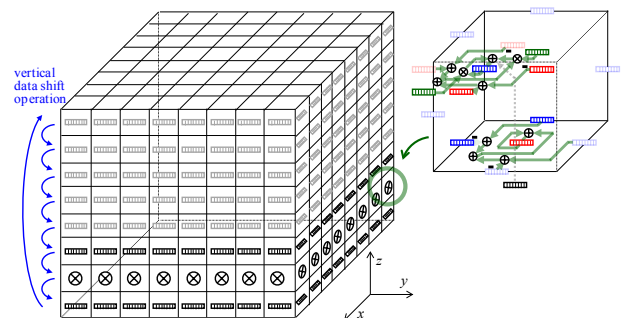 vertical
data shift
operation
z
y
x